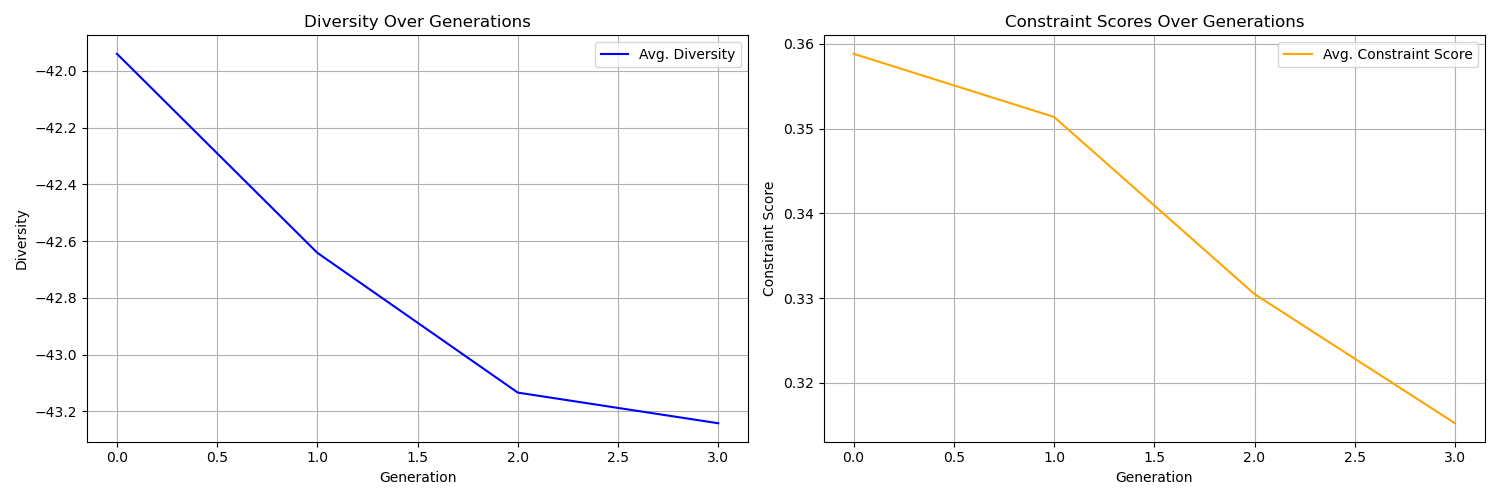 Diversity Over Generations
Avg. Diversity
Diversity
−42.0
−42.2
−42.4
−42.6
−42.8
−43.0
−43.2
0.0 0.5 1.0 1.5 2.0 2.5 3.0
Generation
Constraint Scores Over Generations
Avg. Constraint Score
Constraint Score
0.36
0.35
0.34
0.33
0.32
0.0 0.5 1.0 1.5 2.0 2.5 3.0
Generation